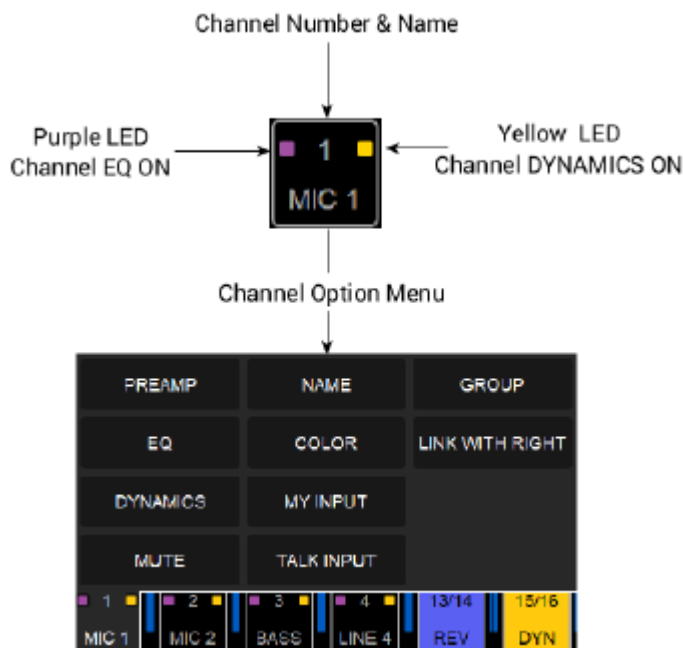 Channel Number & Name
Purple LED
Channel EQ ON
1
MIC 1
Yellow LED
Channel DYNAMICS ON
Channel Option Menu
PREAMP NAME GROUP
EQ COLOR LINK WITH RIGHT
DYNAMICS MY INPUT
MUTE TALK INPUT
1 2 3 4 13/14 15/16
MIC 1 MIC 2 BASS LINE 4 REV DYN